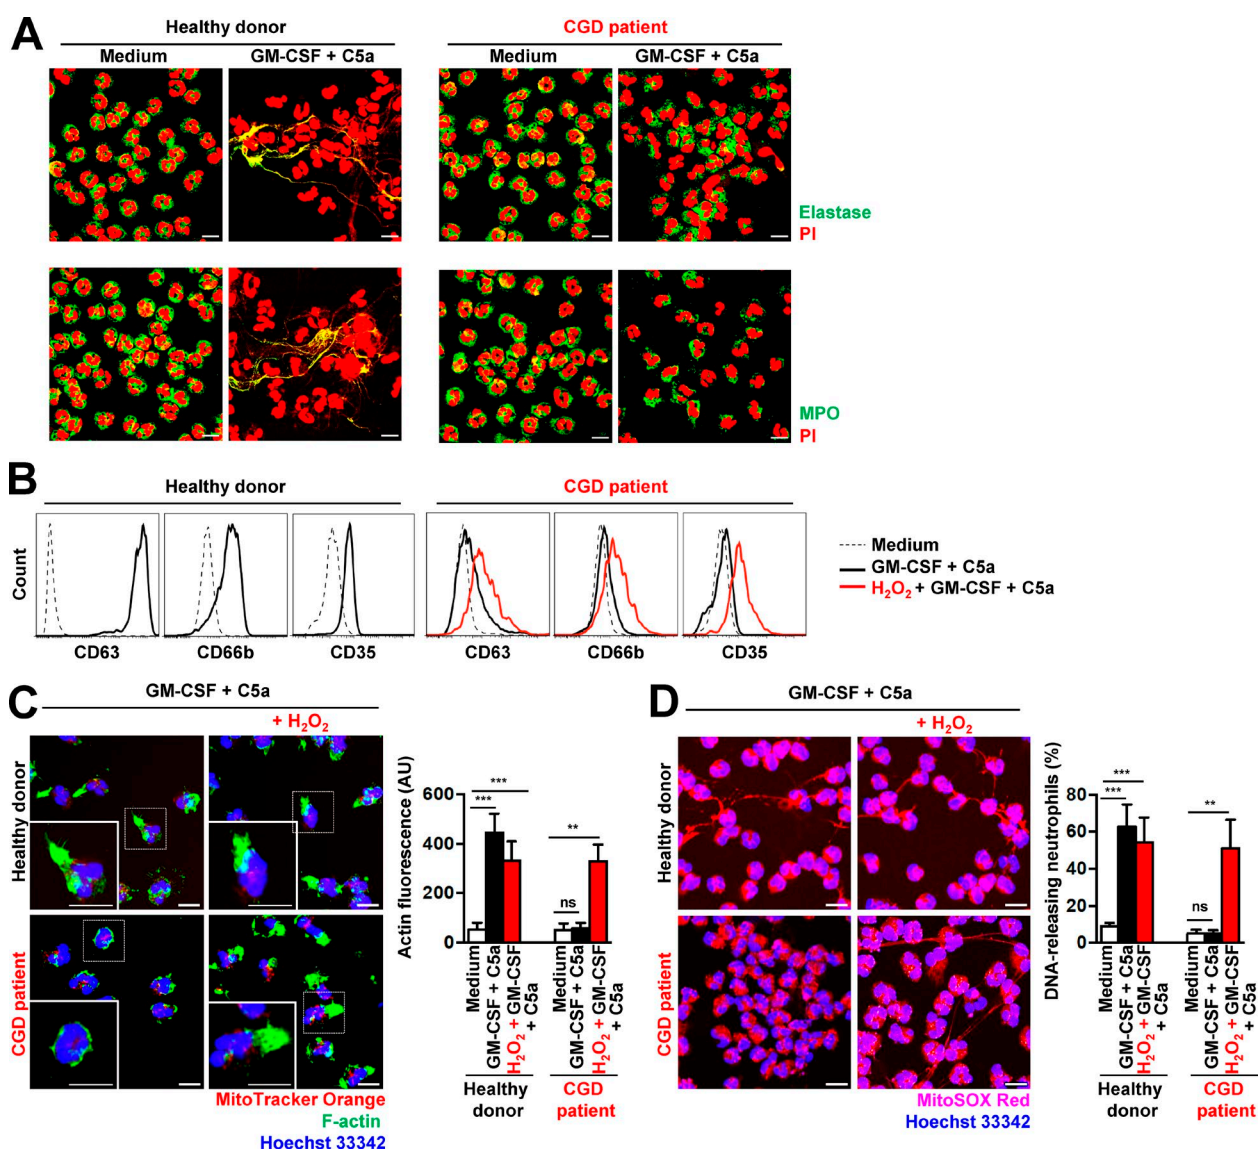 A
Healthy donor
CGD patient
Medium
GM-CSF + C5a
Medium
GM-CSF + C5a
Elastase
PI
MPO
PI
B
Healthy donor
CGD patient
Count
CD63
CD66b
CD35
CD63
CD66b
CD35
Medium
GM-CSF + C5a
H₂O₂ + GM-CSF + C5a
C
GM-CSF + C5a
+ H₂O₂
Healthy donor
CGD patient
MitoTracker Orange
F-actin
Hoechst 33342
Actin fluorescence (AU)
600
400
200
0
***
***
**
ns
Medium
GM-CSF + C5a
H₂O₂ + GM-CSF
+ C5a
Medium
GM-CSF + C5a
H₂O₂ + GM-CSF
+ C5a
Healthy
donor
CGD
patient
D
GM-CSF + C5a
+ H₂O₂
Healthy donor
CGD patient
MitoSOX Red
Hoechst 33342
DNA-releasing neutrophils (%)
80
60
40
20
0
***
***
**
ns
Medium
GM-CSF + C5a
H₂O₂ + GM-CSF
+ C5a
Medium
GM-CSF + C5a
H₂O₂ + GM-CSF
+ C5a
Healthy
donor
CGD
patient